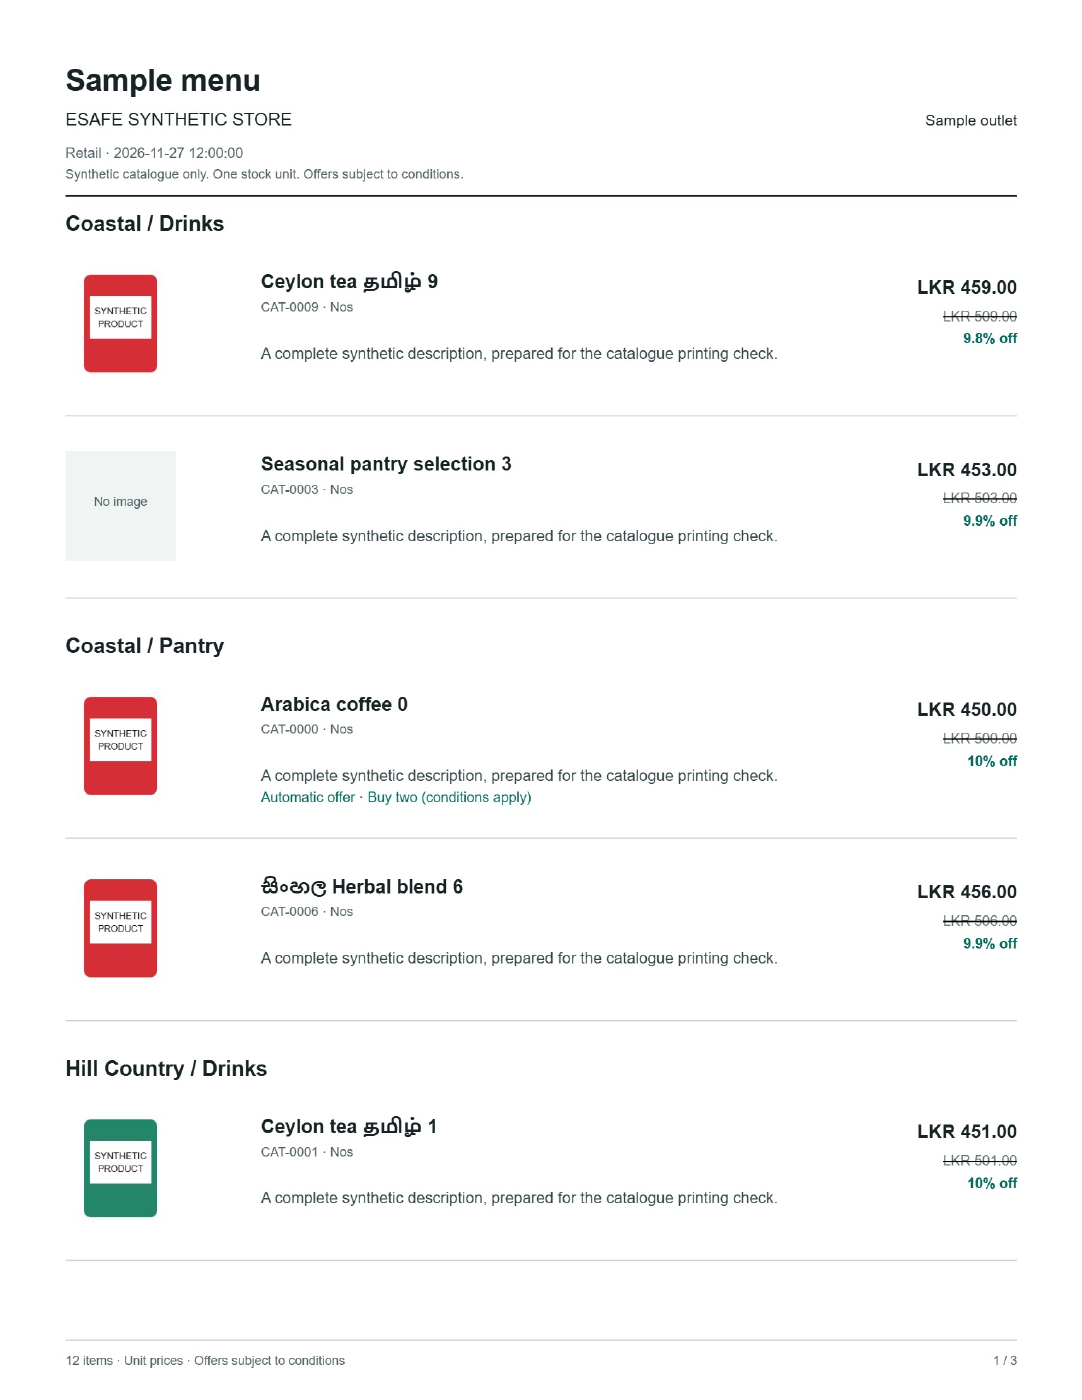 Sample menu
ESAFE SYNTHETIC STORE
Sample outlet
Retail · 2026-11-27 12:00:00
Synthetic catalogue only. One stock unit. Offers subject to conditions.
Coastal / Drinks
SYNTHETIC
PRODUCT
Ceylon tea தமிழ் 9
CAT-0009 · Nos
A complete synthetic description, prepared for the catalogue printing check.
LKR 459.00
LKR 509.00
9.8% off
No image
Seasonal pantry selection 3
CAT-0003 · Nos
A complete synthetic description, prepared for the catalogue printing check.
LKR 453.00
LKR 503.00
9.9% off
Coastal / Pantry
SYNTHETIC
PRODUCT
Arabica coffee 0
CAT-0000 · Nos
A complete synthetic description, prepared for the catalogue printing check.
Automatic offer · Buy two (conditions apply)
LKR 450.00
LKR 500.00
10% off
SYNTHETIC
PRODUCT
සිංහල Herbal blend 6
CAT-0006 · Nos
A complete synthetic description, prepared for the catalogue printing check.
LKR 456.00
LKR 506.00
9.9% off
Hill Country / Drinks
SYNTHETIC
PRODUCT
Ceylon tea தமிழ் 1
CAT-0001 · Nos
A complete synthetic description, prepared for the catalogue printing check.
LKR 451.00
LKR 501.00
10% off
12 items · Unit prices · Offers subject to conditions
1 / 3